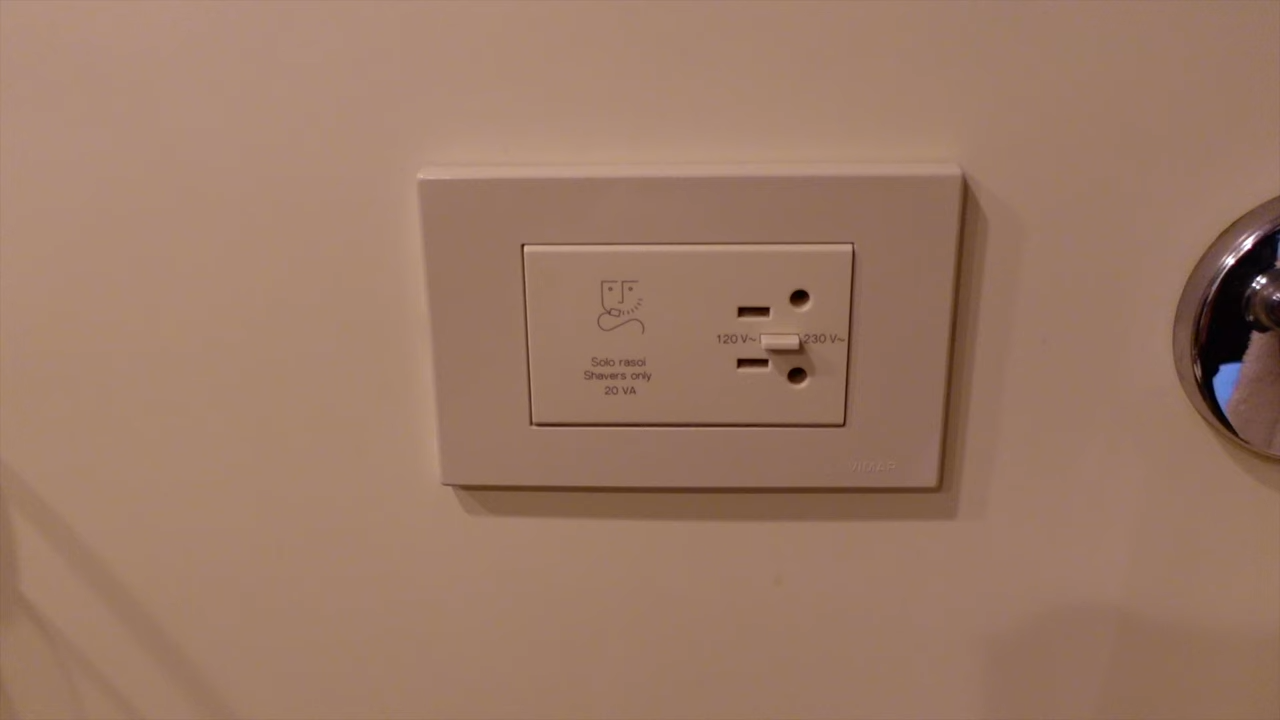 120 V~ 230 V~
Solo rasoi
Shavers only
20 VA
VIMAR